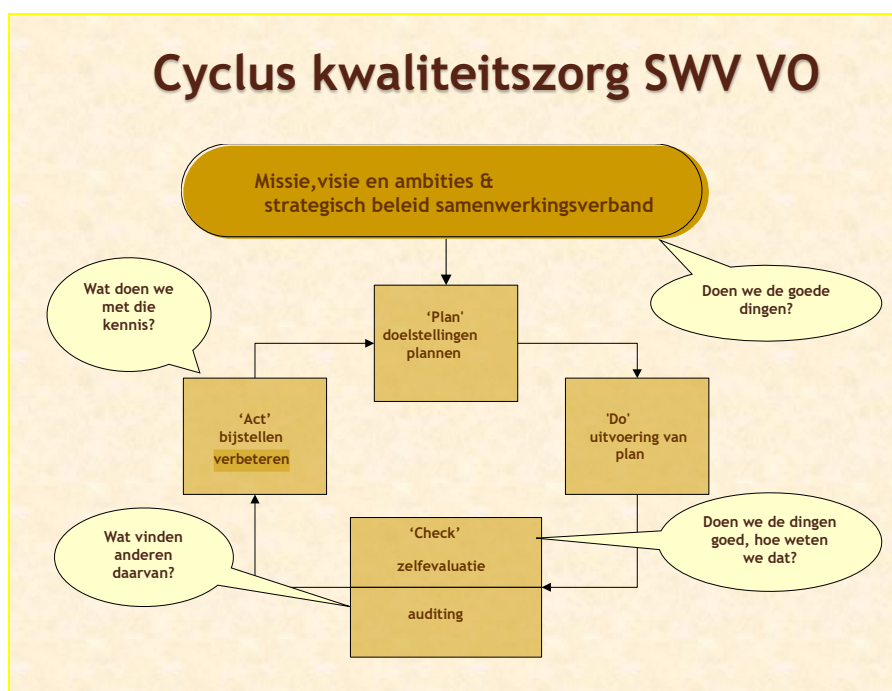 Cyclus kwaliteitszorg SWV VO
Missie,visie en ambities &
strategisch beleid samenwerkingsverband
Wat doen we
met die
kennis?
Doen we de goede
dingen?
‘Plan'
doelstellingen
plannen
‘Act’
bijstellen
verbeteren
'Do'
uitvoering van
plan
Wat vinden
anderen
daarvan?
‘Check’
zelfevaluatie
auditing
Doen we de dingen
goed, hoe weten
we dat?